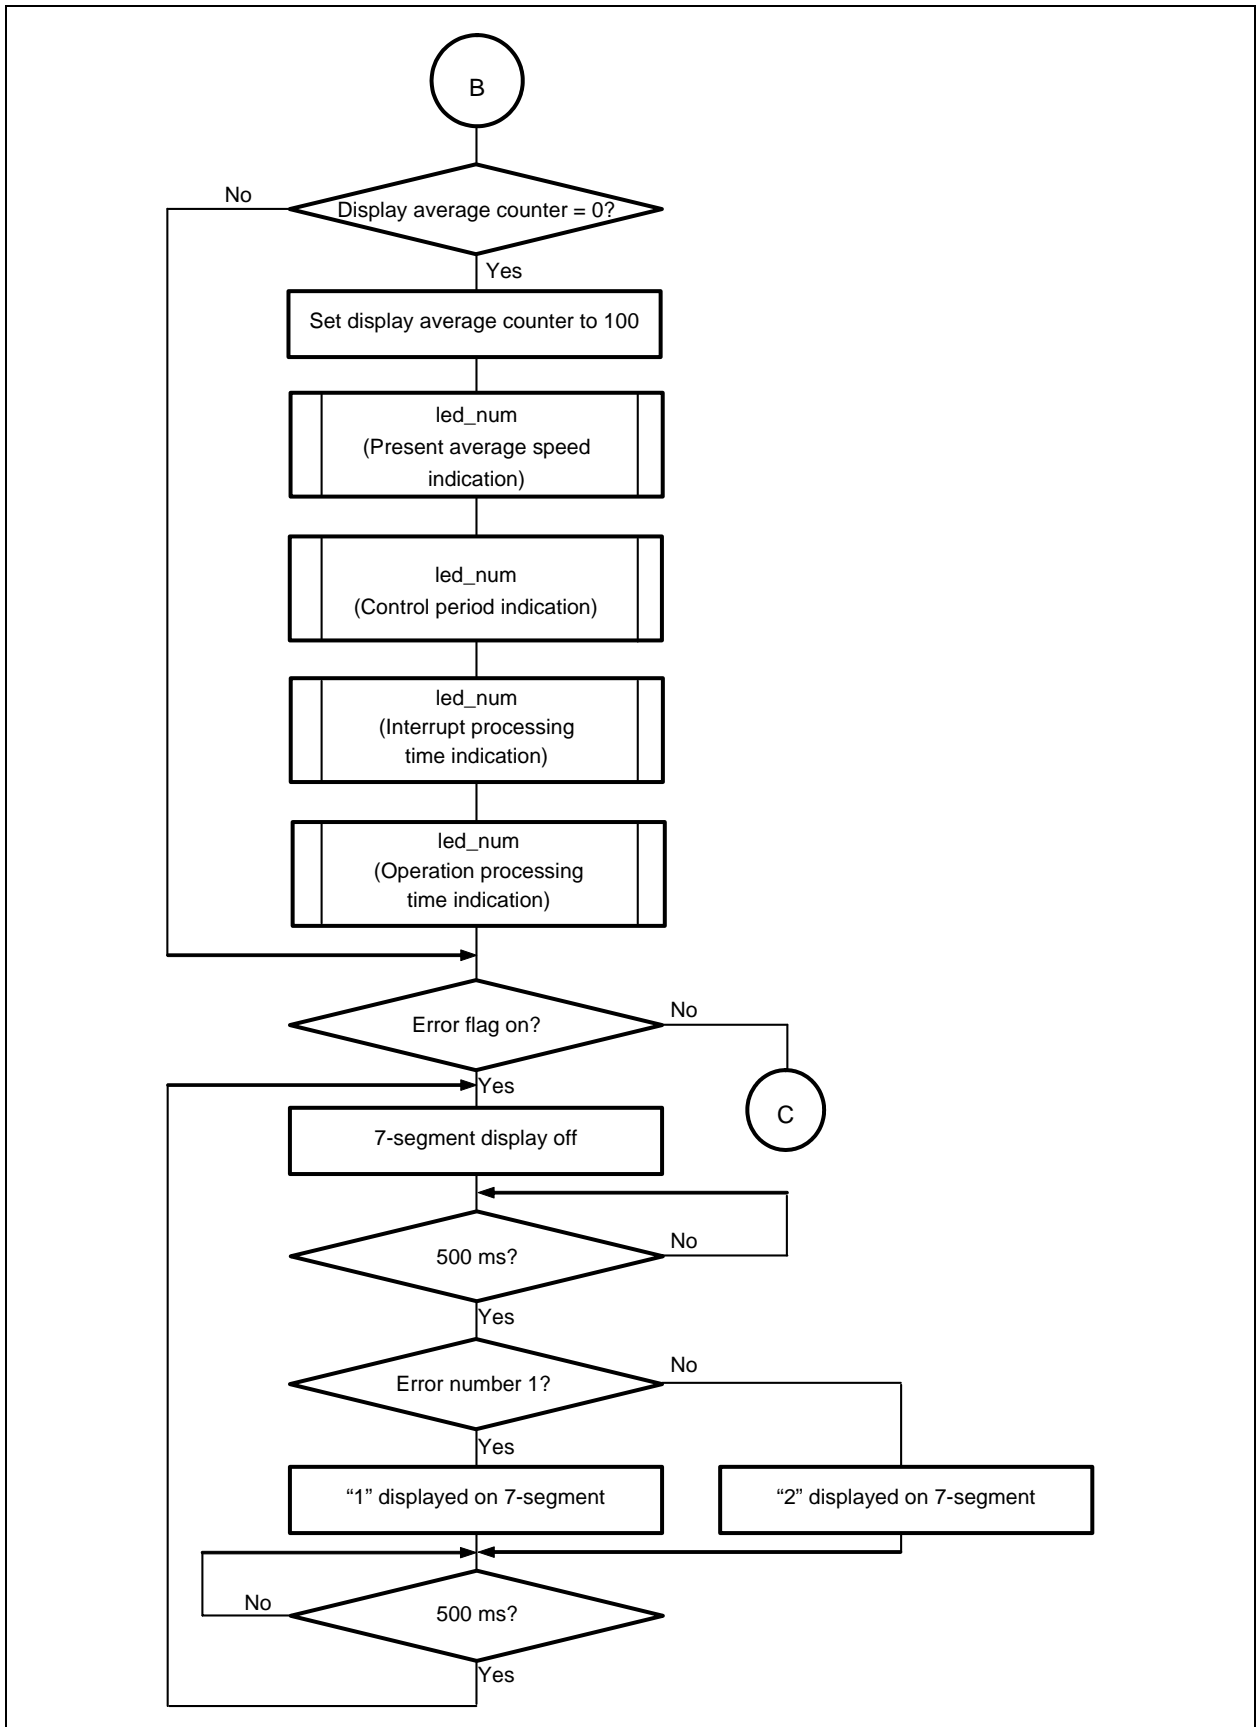 B
No
Display average counter = 0?
Yes
Set display average counter to 100
led_num
(Present average speed
indication)
led_num
(Control period indication)
led_num
(Interrupt processing
time indication)
led_num
(Operation processing
time indication)
Error flag on?
No
Yes
C
7-segment display off
500 ms?
No
Yes
Error number 1?
No
Yes
“1” displayed on 7-segment
“2” displayed on 7-segment
No
500 ms?
Yes